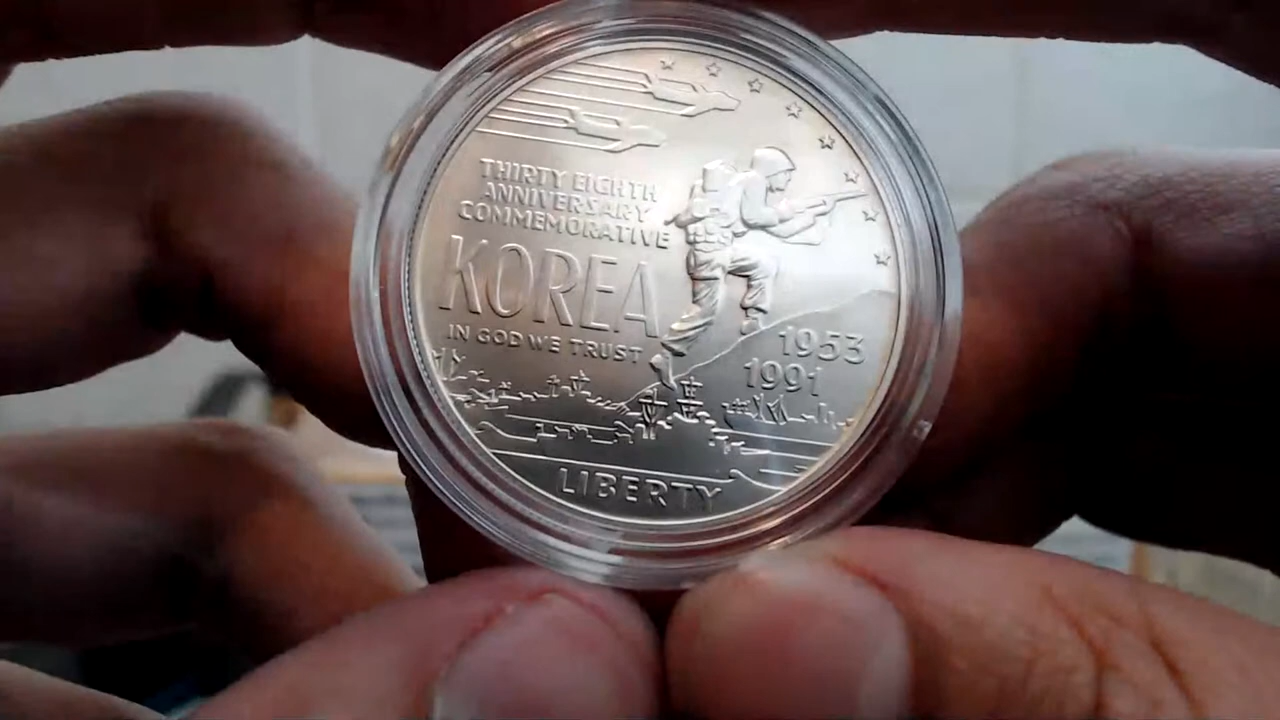 THIRTY EIGHTH
ANNIVERSARY
COMMEMORATIVE
KOREA
IN GOD WE TRUST
1953
1991
LIBERTY